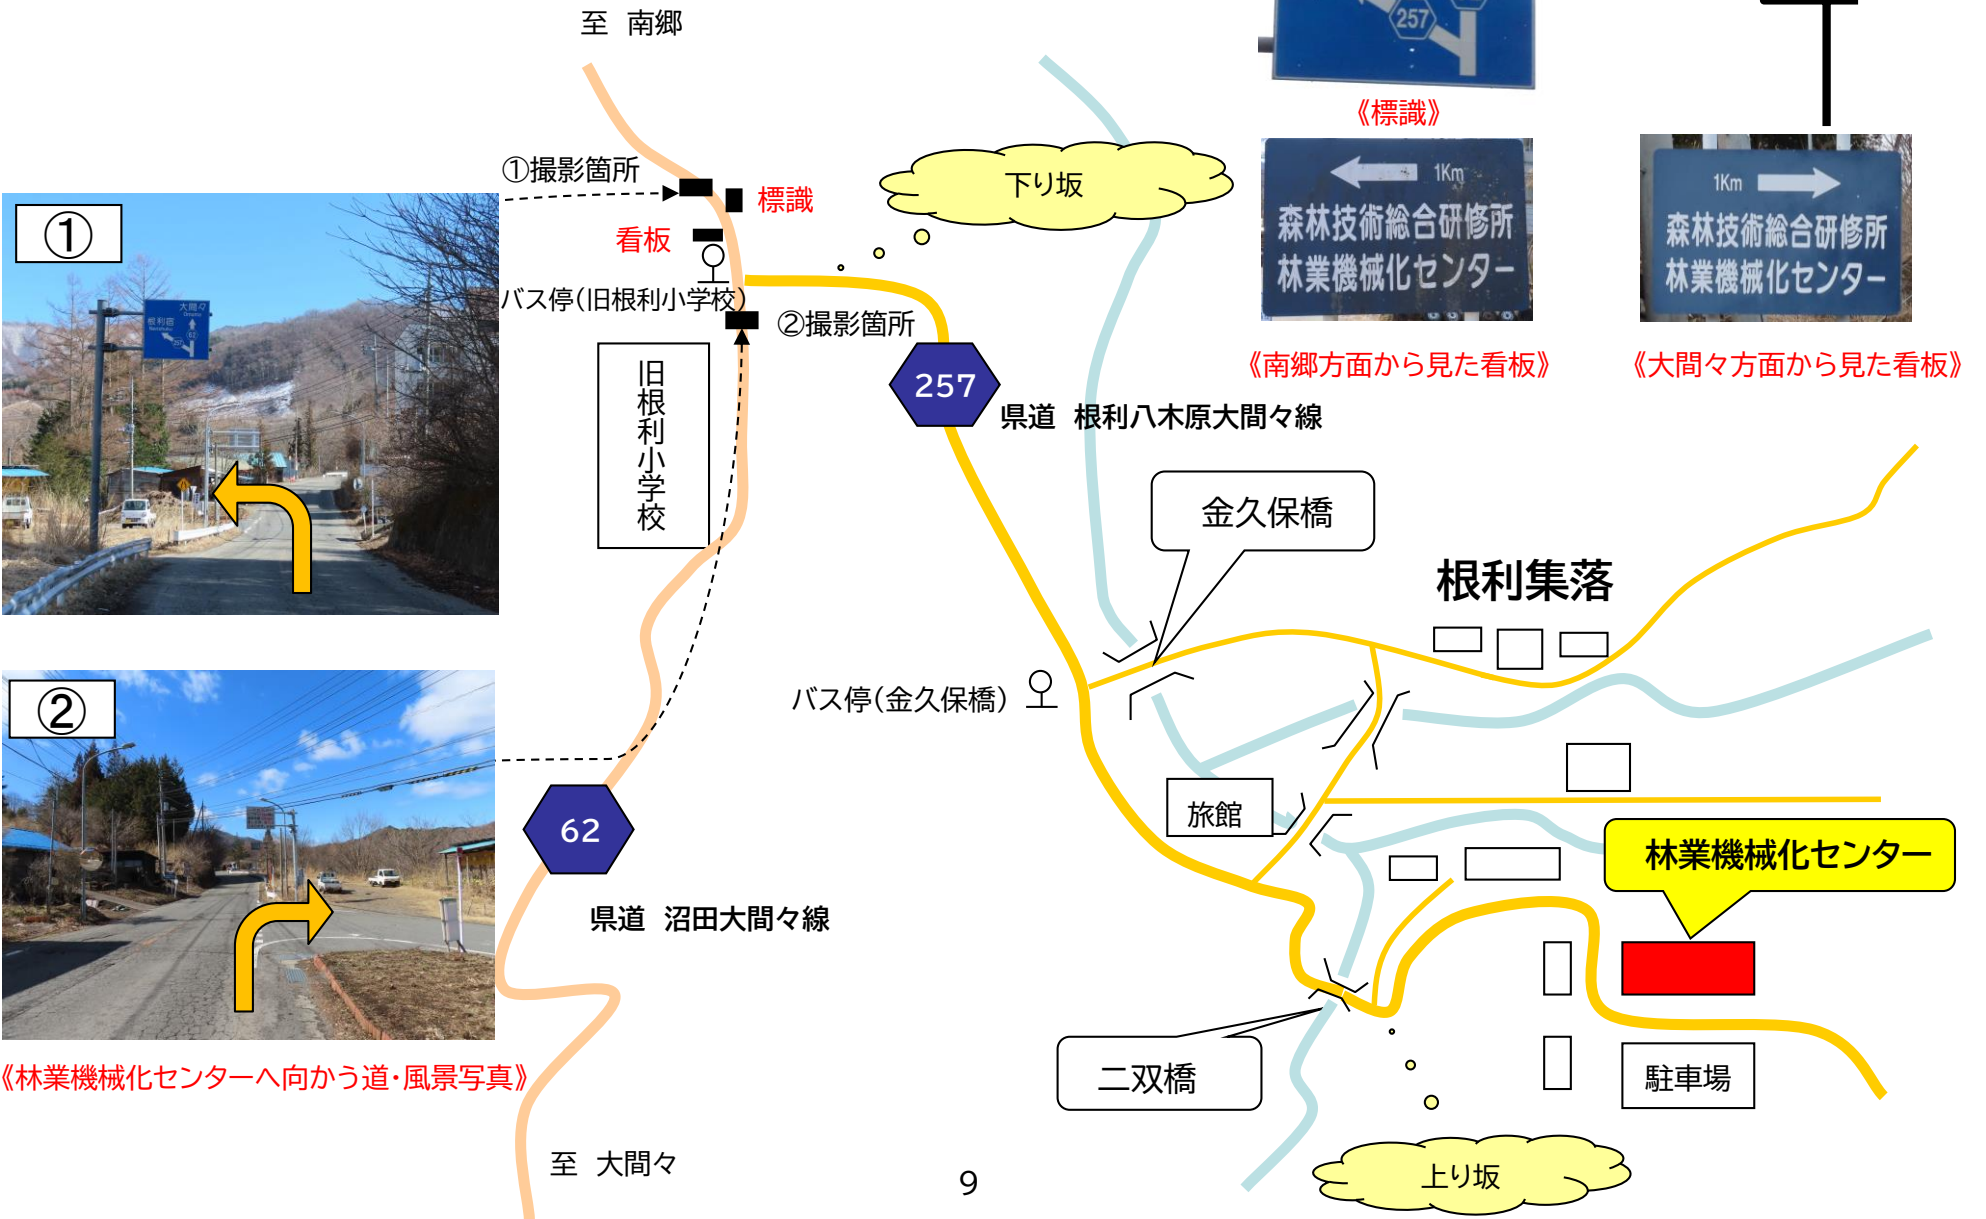 至 南郷
257
《標識》
①撮影箇所
標識
看板
バス停(旧根利小学校)
②撮影箇所
下り坂
1Km
森林技術総合研修所
林業機械化センター
1Km
森林技術総合研修所
林業機械化センター
《南郷方面から見た看板》
《大間々方面から見た看板》
①
大間々
根利宿
62
257
旧根利小学校
257
県道 根利八木原大間々線
金久保橋
根利集落
バス停(金久保橋)
②
旅館
62
県道 沼田大間々線
林業機械化センター
二双橋
駐車場
《林業機械化センターへ向かう道・風景写真》
至 大間々
9
上り坂